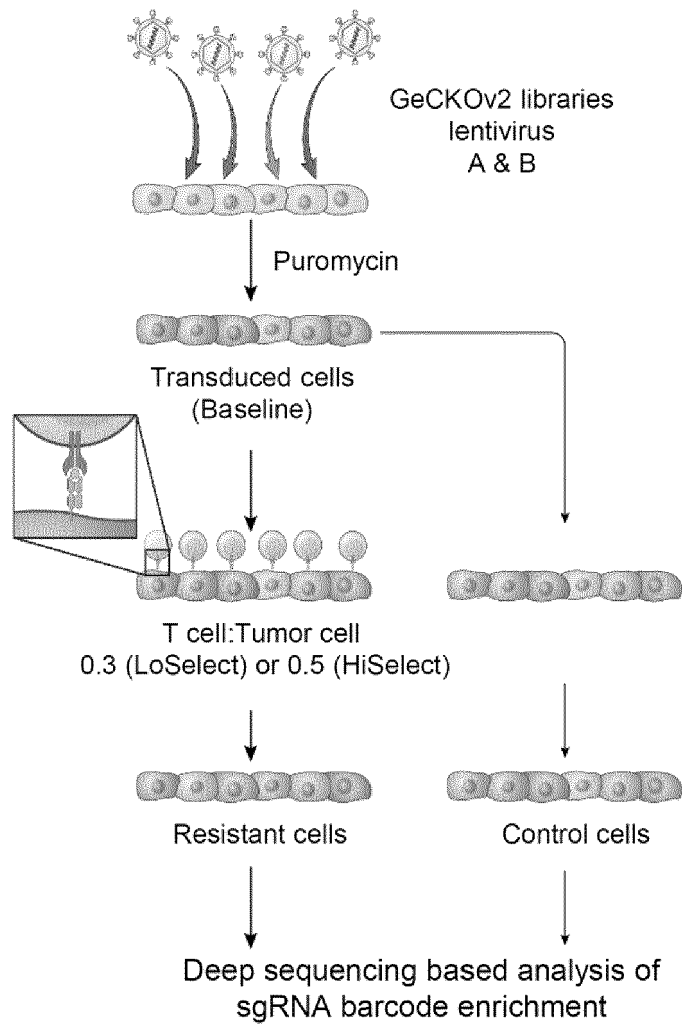 GeCKOv2 libraries
lentivirus
A & B
Puromycin
Transduced cells
(Baseline)
T cell:Tumor cell
0.3 (LoSelect) or 0.5 (HiSelect)
Resistant cells
Control cells
Deep sequencing based analysis of
sgRNA barcode enrichment